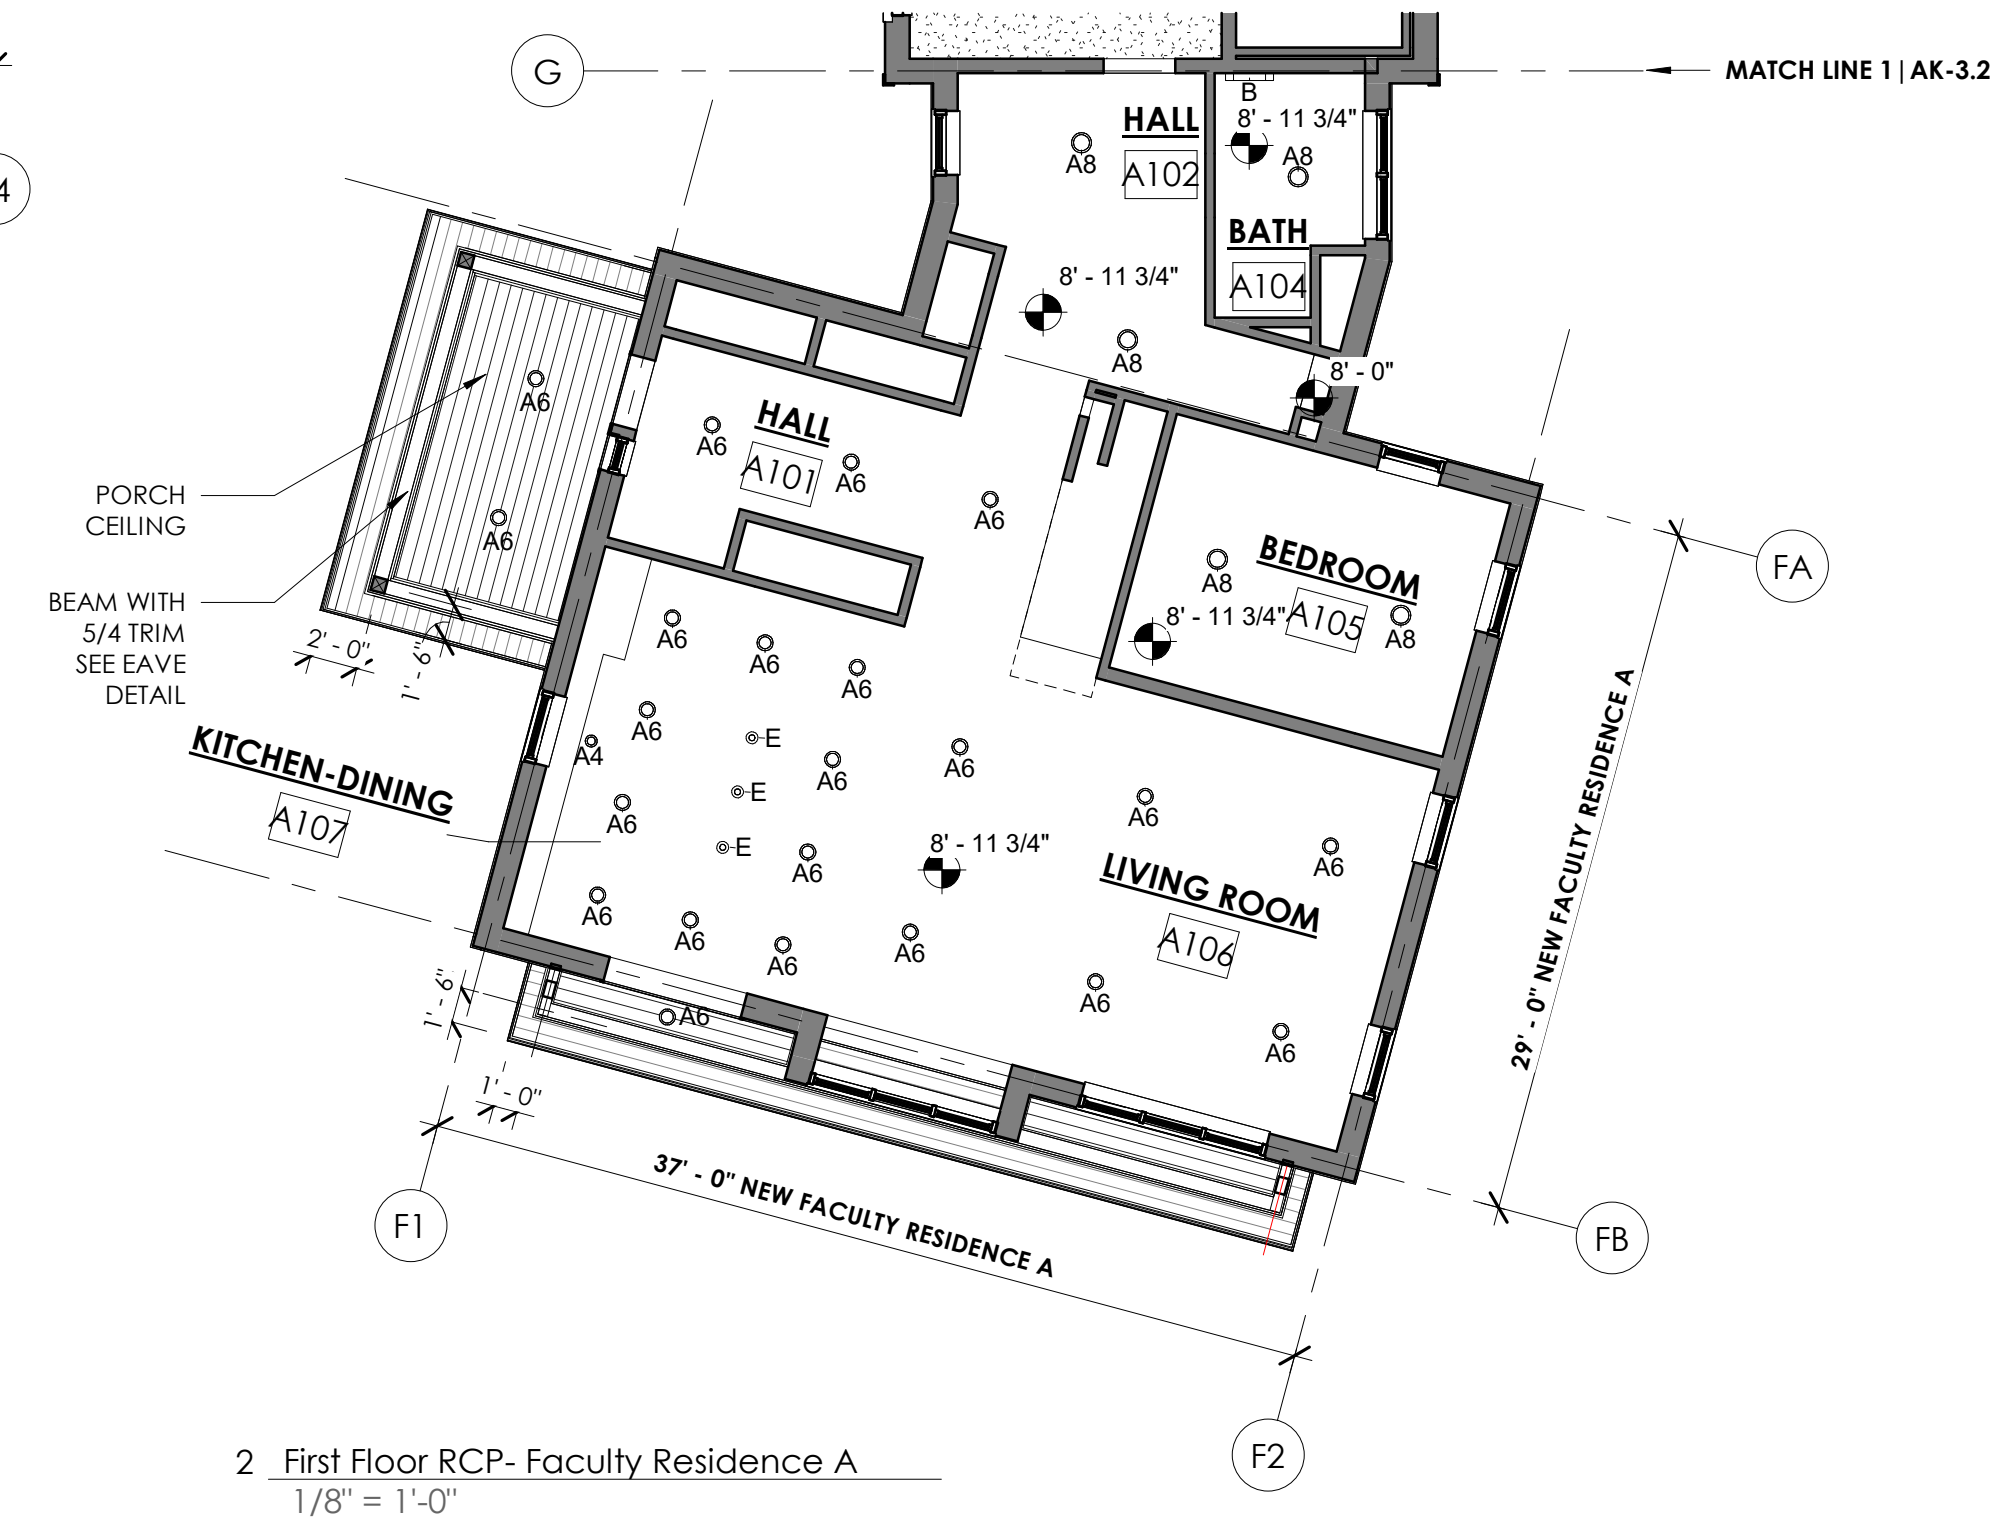 G
MATCH LINE 1|AK-3.2
4
B
HALL
8' - 11 3/4"
A8
A8
A102
BATH
8' - 11 3/4"
A104
A8
8' - 0"
A6
HALL
A6
A101
A6
A6
PORCH
CEILING
A6
BEDROOM
A8
FA
BEAM WITH
5/4 TRIM
SEE EAVE
DETAIL
8' - 11 3/4"
A105
A8
2' - 0"
1' - 6"
A6
A6
A6
A6
E
A4
A6
A6
KITCHEN-DINING
A107
E
A6
A6
A6
E
A6
8' - 11 3/4"
LIVING ROOM
A106
A6
A6
A6
A6
A6
A6
A6
A6
29' - 0" NEW FACULTY RESIDENCE A
1' - 6"
1' - 0"
37' - 0" NEW FACULTY RESIDENCE A
F1
FB
F2
2 First Floor RCP- Faculty Residence A
1/8" = 1'-0"